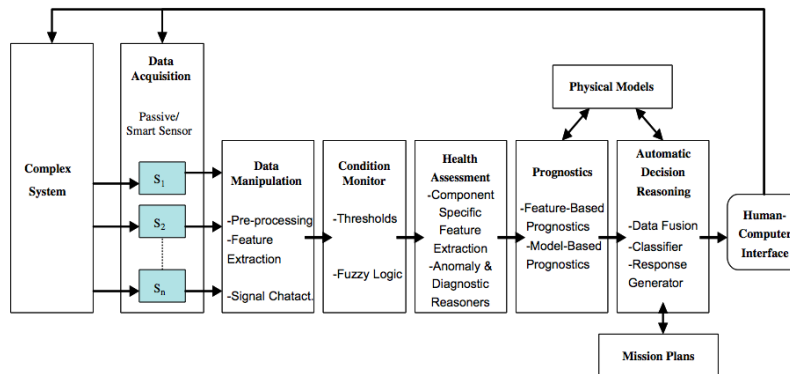 Complex
System
Data
Acquisition
Passive/
Smart Sensor
S1
S2
Sn
Data
Manipulation
-Pre-processing
-Feature
Extraction
-Signal Chatact.
Condition
Monitor
-Thresholds
-Fuzzy Logic
Health
Assessment
-Component
Specific
Feature
Extraction
-Anomaly &
Diagnostic
Reasoners
Physical Models
Prognostics
-Feature-Based
Prognostics
-Model-Based
Prognostics
Automatic
Decision
Reasoning
-Data Fusion
-Classifier
-Response
Generator
Human-
Computer
Interface
Mission Plans